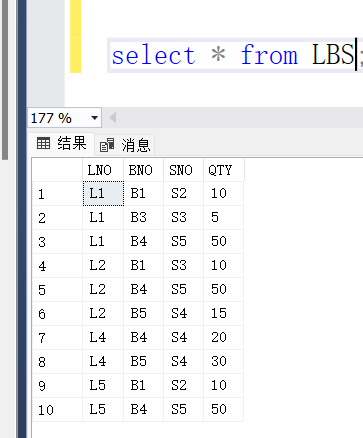 select * from LBS;
177 %
结果 消息
LNO BNO SNO QTY
1 L1 B1 S2 10
2 L1 B3 S3 5
3 L1 B4 S5 50
4 L2 B1 S3 10
5 L2 B4 S5 50
6 L2 B5 S4 15
7 L4 B4 S4 20
8 L4 B5 S4 30
9 L5 B1 S2 10
10 L5 B4 S5 50